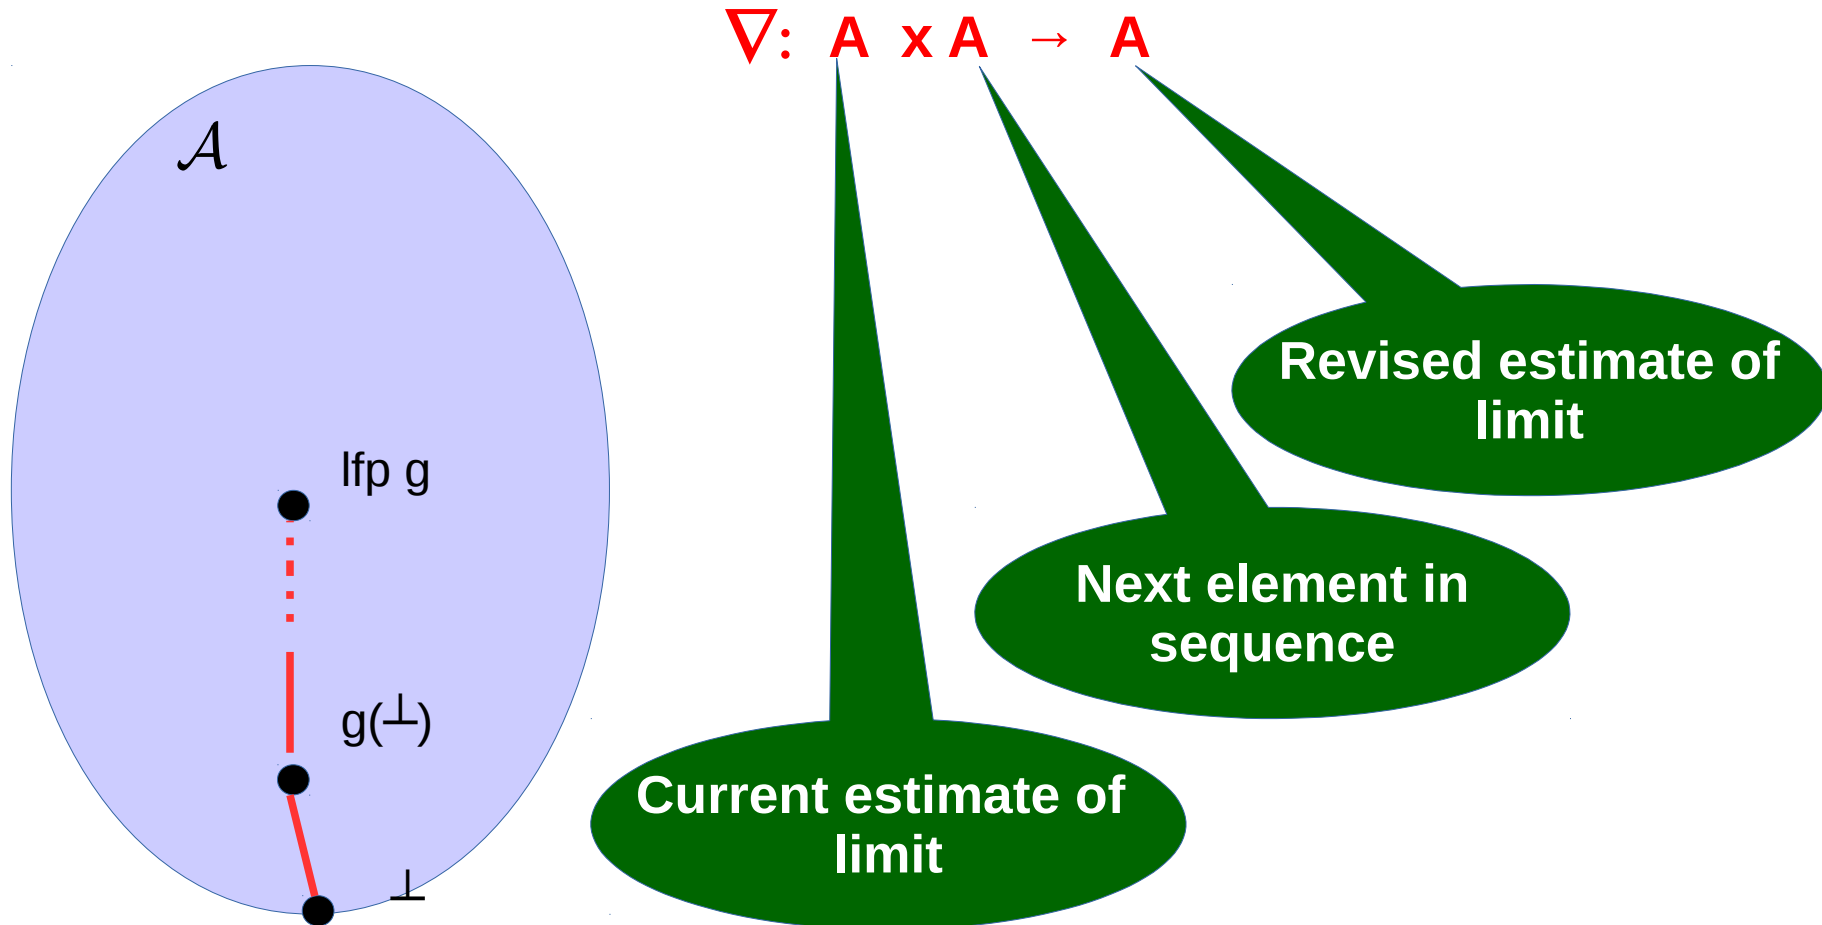 ∇: A x A → A
𝒜
lfp g
g(⊥)
⊥
Revised estimate of
limit
Next element in
sequence
Current estimate of
limit